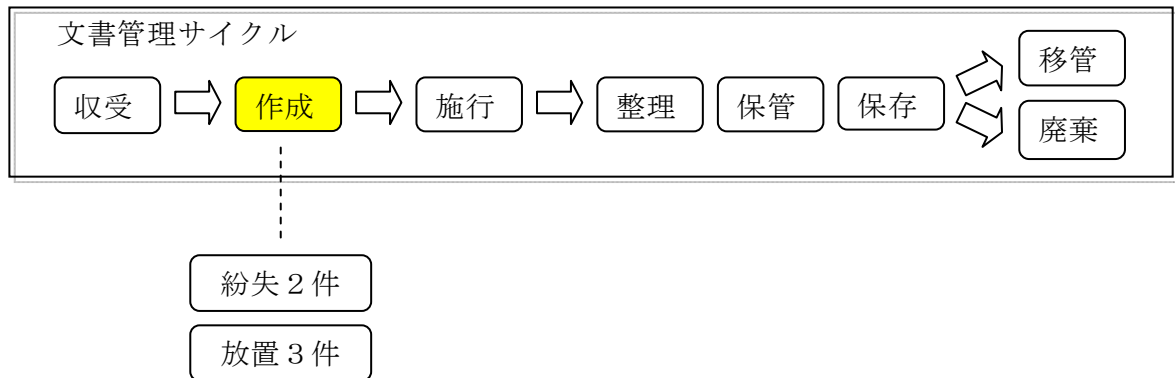 文書管理サイクル
収受
作成
施行
整理
保管
保存
移管
廃棄
紛失２件
放置３件